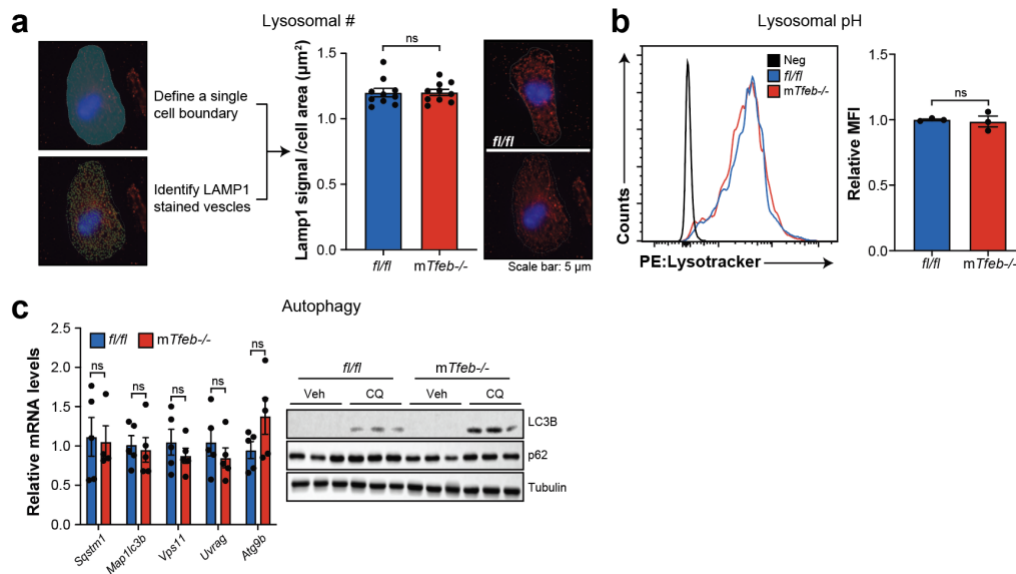 a
Lysosomal #
Define a single
cell boundary
Identify LAMP1
stained vescles
Lamp1 signal /cell area (µm²)
1.5
1.0
0.5
0.0
ns
fl/fl
mTfeb-/-
fl/fl
Scale bar: 5 µm
b
Lysosomal pH
Neg
fl/fl
mTfeb-/-
Counts
PE:Lysotracker
Relative MFI
1.5
1.0
0.5
0.0
ns
fl/fl
mTfeb-/-
c
Autophagy
fl/fl
mTfeb-/-
Relative mRNA levels
2.5
2.0
1.5
1.0
0.5
0.0
ns
ns
ns
ns
ns
Sqstm1
Map1lc3b
Vps11
Uvrag
Atg9b
fl/fl
mTfeb-/-
Veh
CQ
Veh
CQ
LC3B
p62
Tubulin